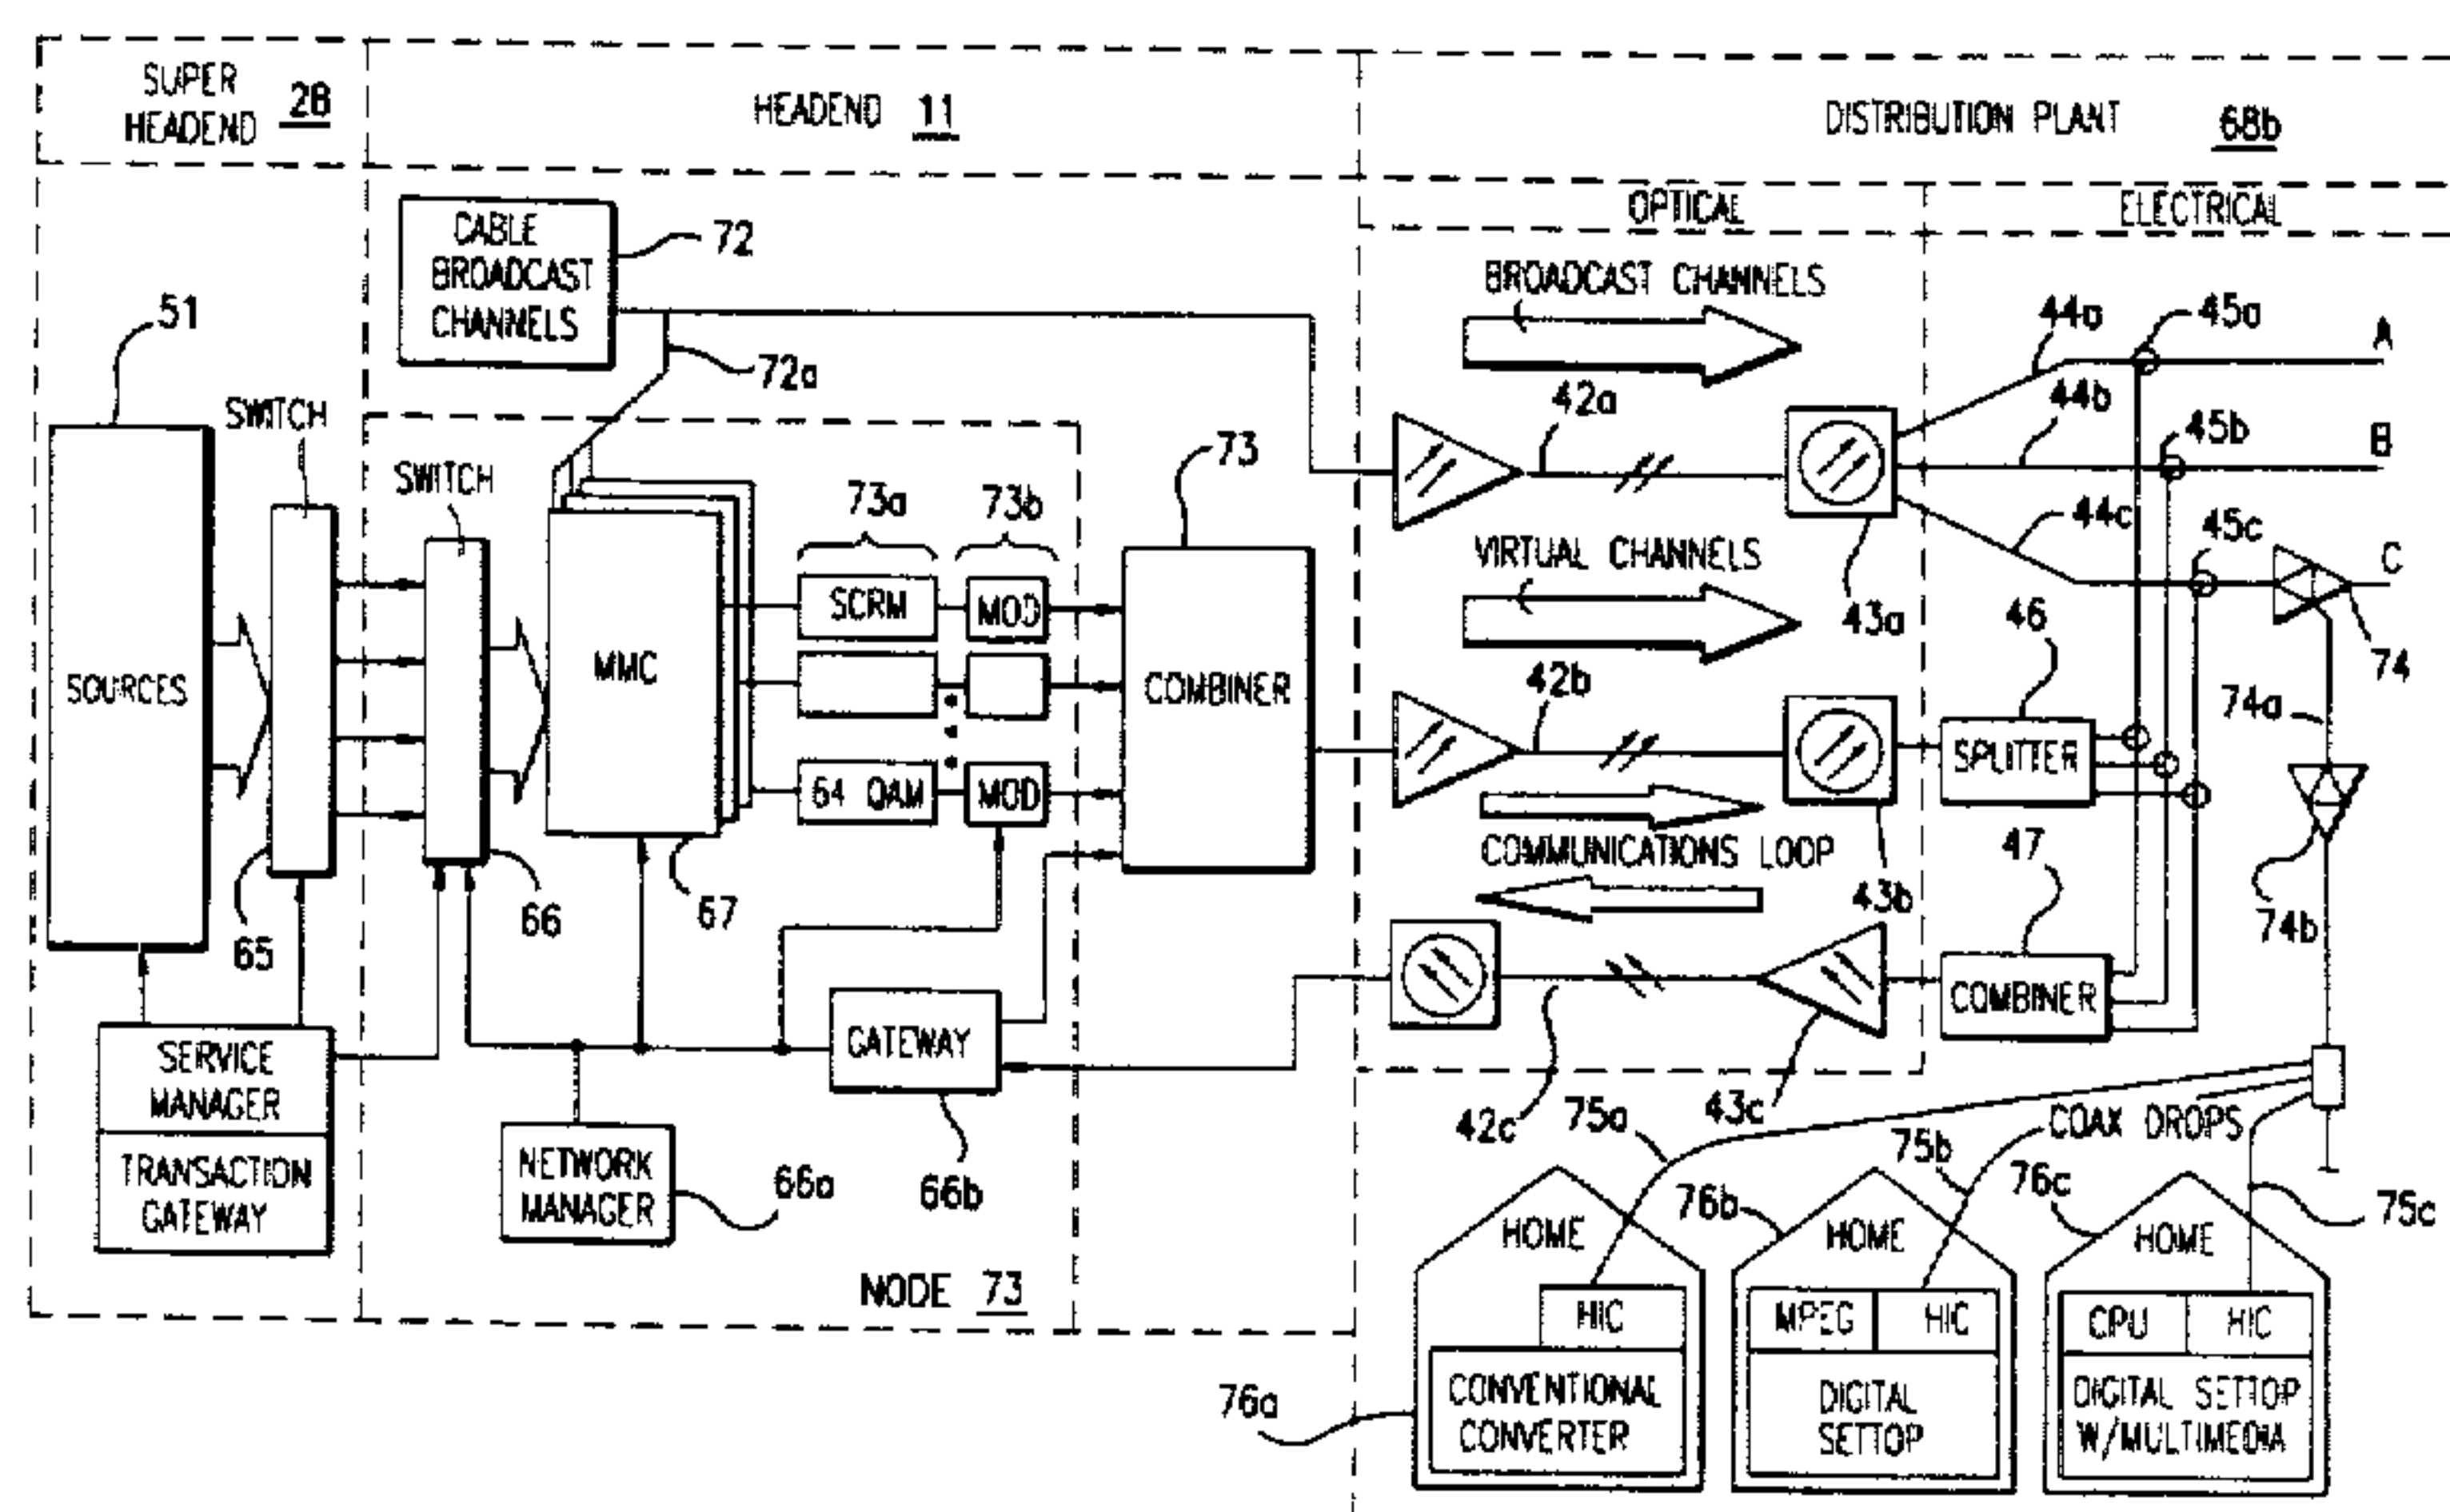 SUPER
HEADEND 28
HEADEND 11
DISTRIBUTION PLANT 68b
OPTICAL
ELECTRICAL
CABLE
BROADCAST
CHANNELS
72
72a
BROADCAST CHANNELS
42a
44a
45a
A
44b
45b
B
44c
45c
C
43a
74
51
SWITCH
SWITCH
SOURCES
MMC
73a
73b
SCRM
MOD
64 QAM
MOD
73
COMBINER
VIRTUAL CHANNELS
42b
46
SPLITTER
74a
74b
65
66
67
COMMUNICATIONS LOOP
43b
47
COMBINER
SERVICE
MANAGER
TRANSACTION
GATEWAY
GATEWAY
NETWORK
MANAGER
66a
66b
42c
43c
75a
75b
COAX DROPS
75c
NODE 73
76a
HOME
HIC
CONVENTIONAL
CONVERTER
76b
HOME
MPEG
HIC
DIGITAL
SETTOP
76c
HOME
CPU
HIC
DIGITAL SETTOP
W/MULTIMEDIA